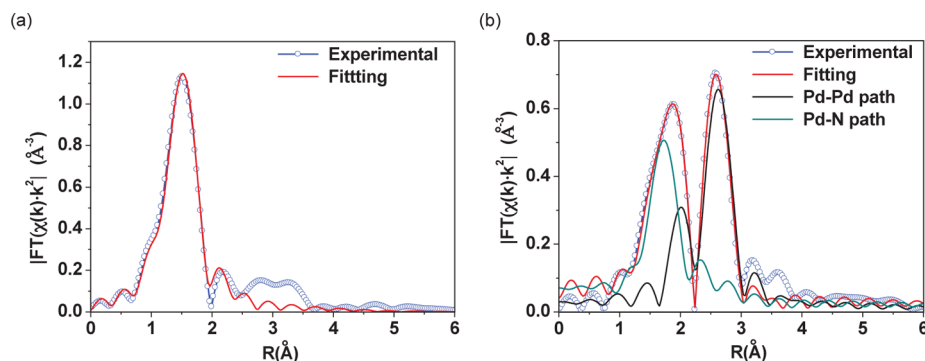 (a)
Experimental
Fittting
|FT(χ(k)·k²| (Å⁻³)
1.2
1.0
0.8
0.6
0.4
0.2
0.0
0 1 2 3 4 5 6
R(Å)
(b)
Experimental
Fitting
Pd-Pd path
Pd-N path
|FT(χ(k)·k²| (Å⁻³)
0.8
0.6
0.4
0.2
0.0
0 1 2 3 4 5 6
R(Å)